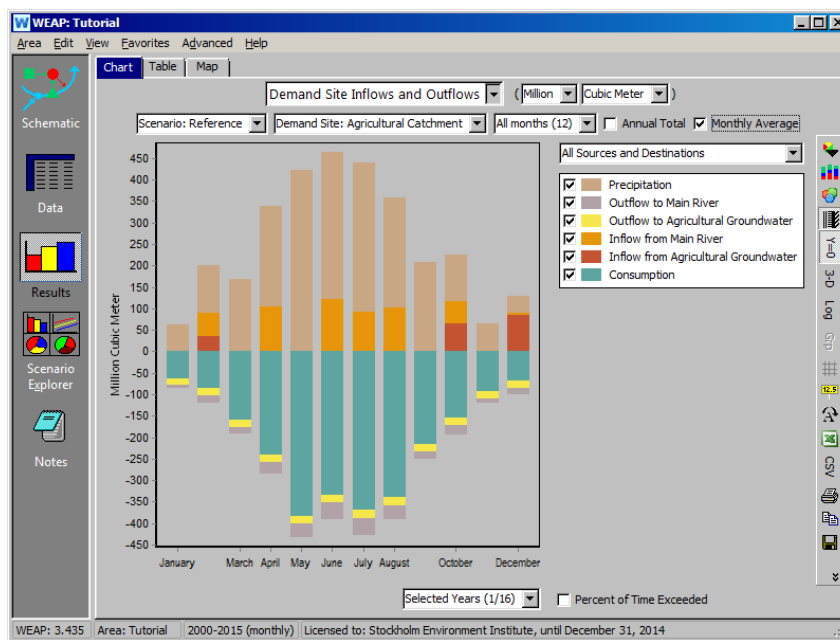 WEAP: Tutorial
Area Edit View Favorites Advanced Help
Chart Table Map
Demand Site Inflows and Outflows ( Million Cubic Meter )
Scenario: Reference Demand Site: Agricultural Catchment All months (12) Annual Total Monthly Average
Schematic
Data
Results
Scenario
Explorer
Notes
All Sources and Destinations
Precipitation
Outflow to Main River
Outflow to Agricultural Groundwater
Inflow from Main River
Inflow from Agricultural Groundwater
Consumption
Million Cubic Meter
450
400
350
300
250
200
150
100
50
0
-50
-100
-150
-200
-250
-300
-350
-400
-450
January March April May June July August October December
Y=0
3-D
Log
Grp
12.5
CSV
Selected Years (1/16) Percent of Time Exceeded
WEAP: 3.435 Area: Tutorial 2000-2015 (monthly) Licensed to: Stockholm Environment Institute, until December 31, 2014